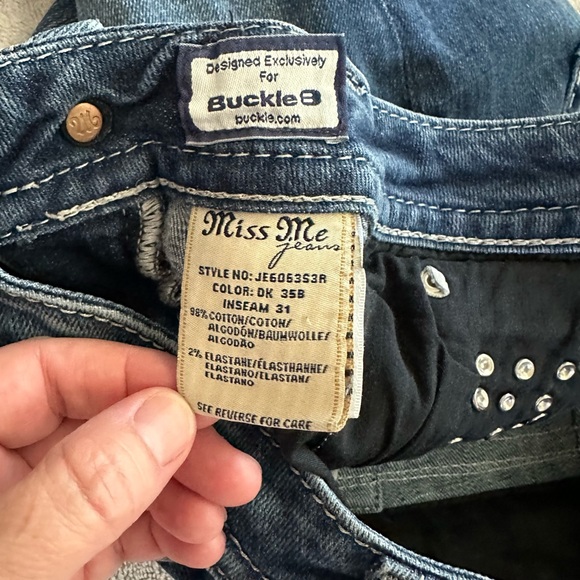 Designed Exclusively
For
Buckle B
buckle.com
Miss Me
jeans
STYLE NO: JE6063S3R
COLOR: DK 35B
INSEAM 31
98% COTTON/COTON/
ALGODÓN/BAUMWOLLE/
ALGODÃO
2% ELASTANE/ÉLASTHANNE/
ELASTANO/ELASTAN/
ELASTANO
SEE REVERSE FOR CARE